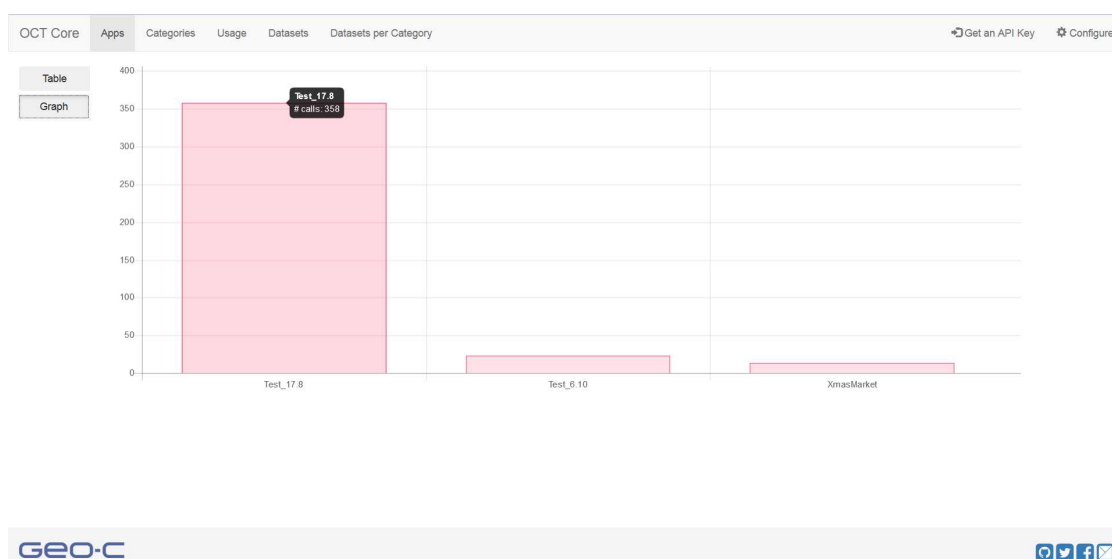 OCT Core Apps Categories Usage Datasets Datasets per Category Get an API Key Configure
Table
Graph
400
350
300
250
200
150
100
50
0
Test_17.8
# calls: 358
Test_17.8 Test_6.10 XmasMarket
GEO-C